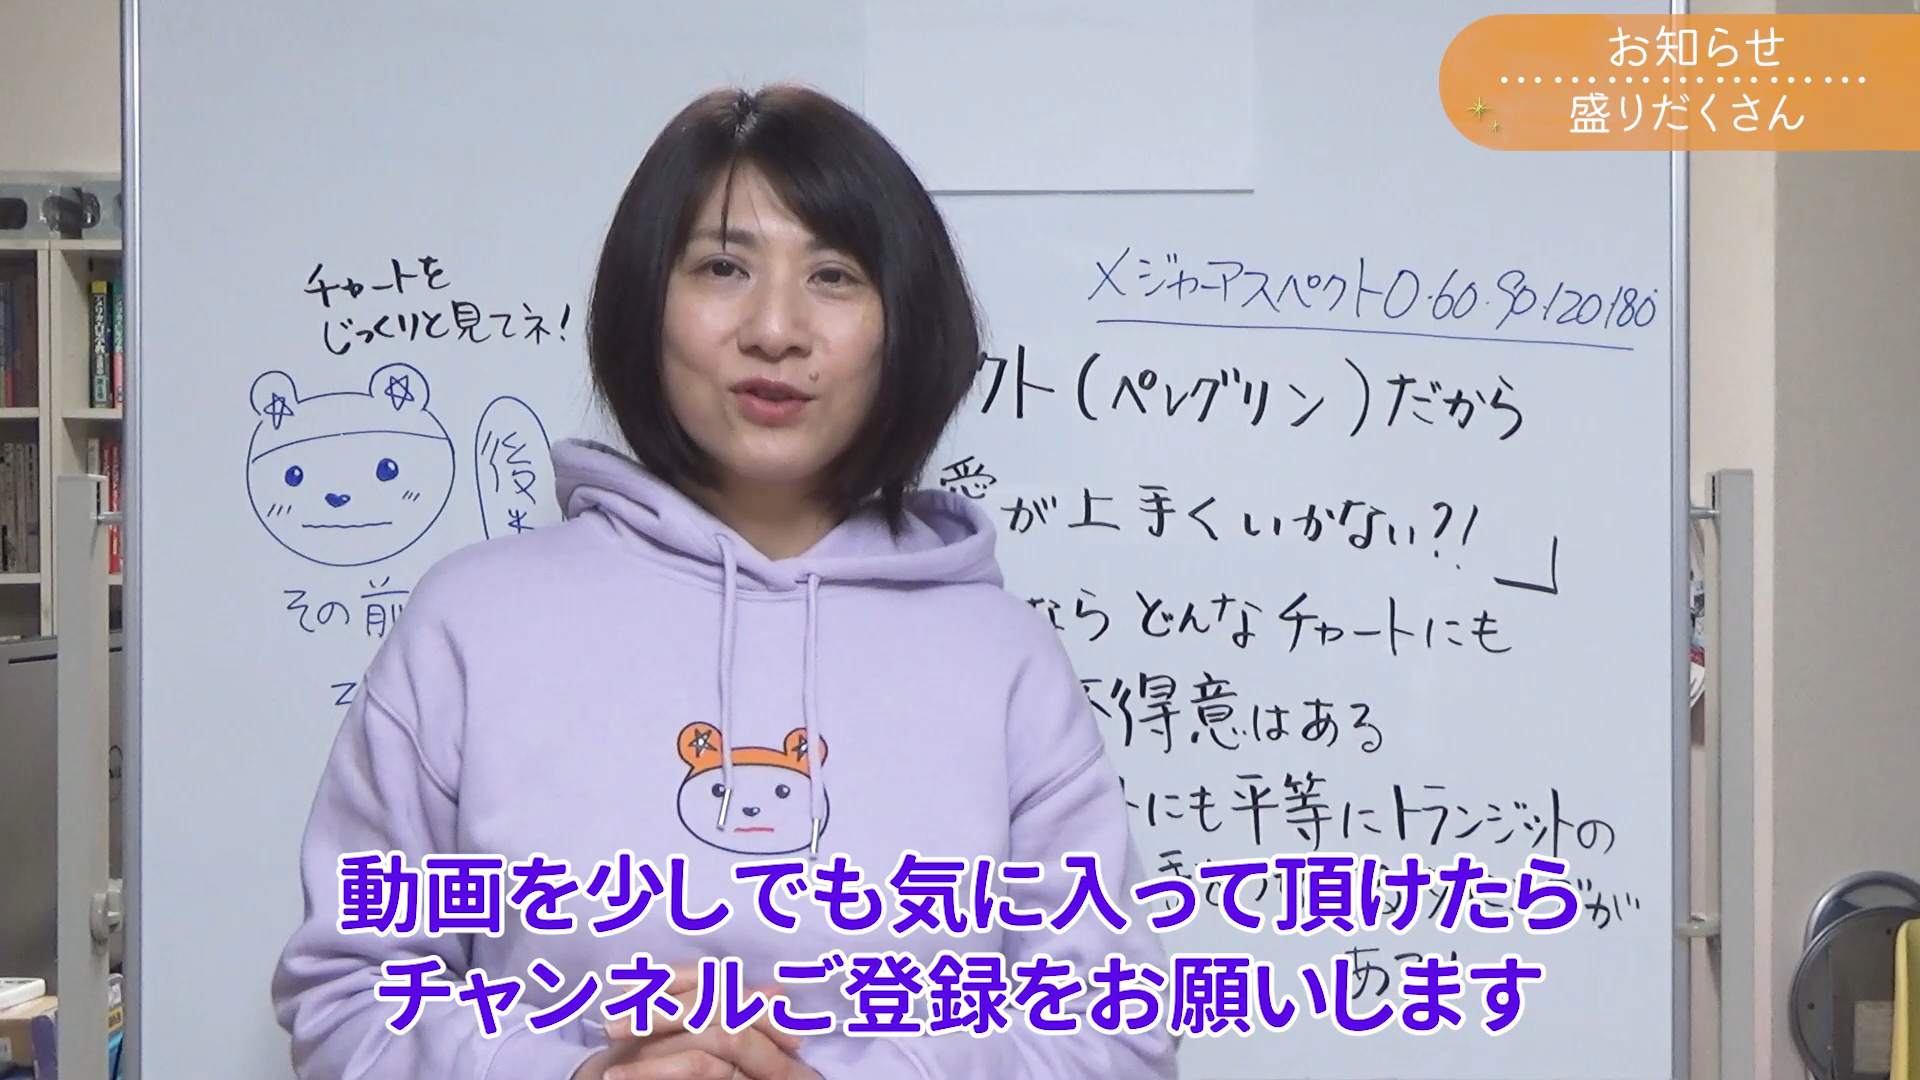 お知らせ
盛りだくさん
チャートを
じっくりと見てネ!
後
その前
メジャーアスペクト0・60・90・120・180°
クト(ペレグリン)だから
恋が上手くいかない?!」
なら どんなチャートにも
不得意はある
トにも平等にトランジットの
が
動画を少しでも気に入って頂けたら
チャンネルご登録をお願いします